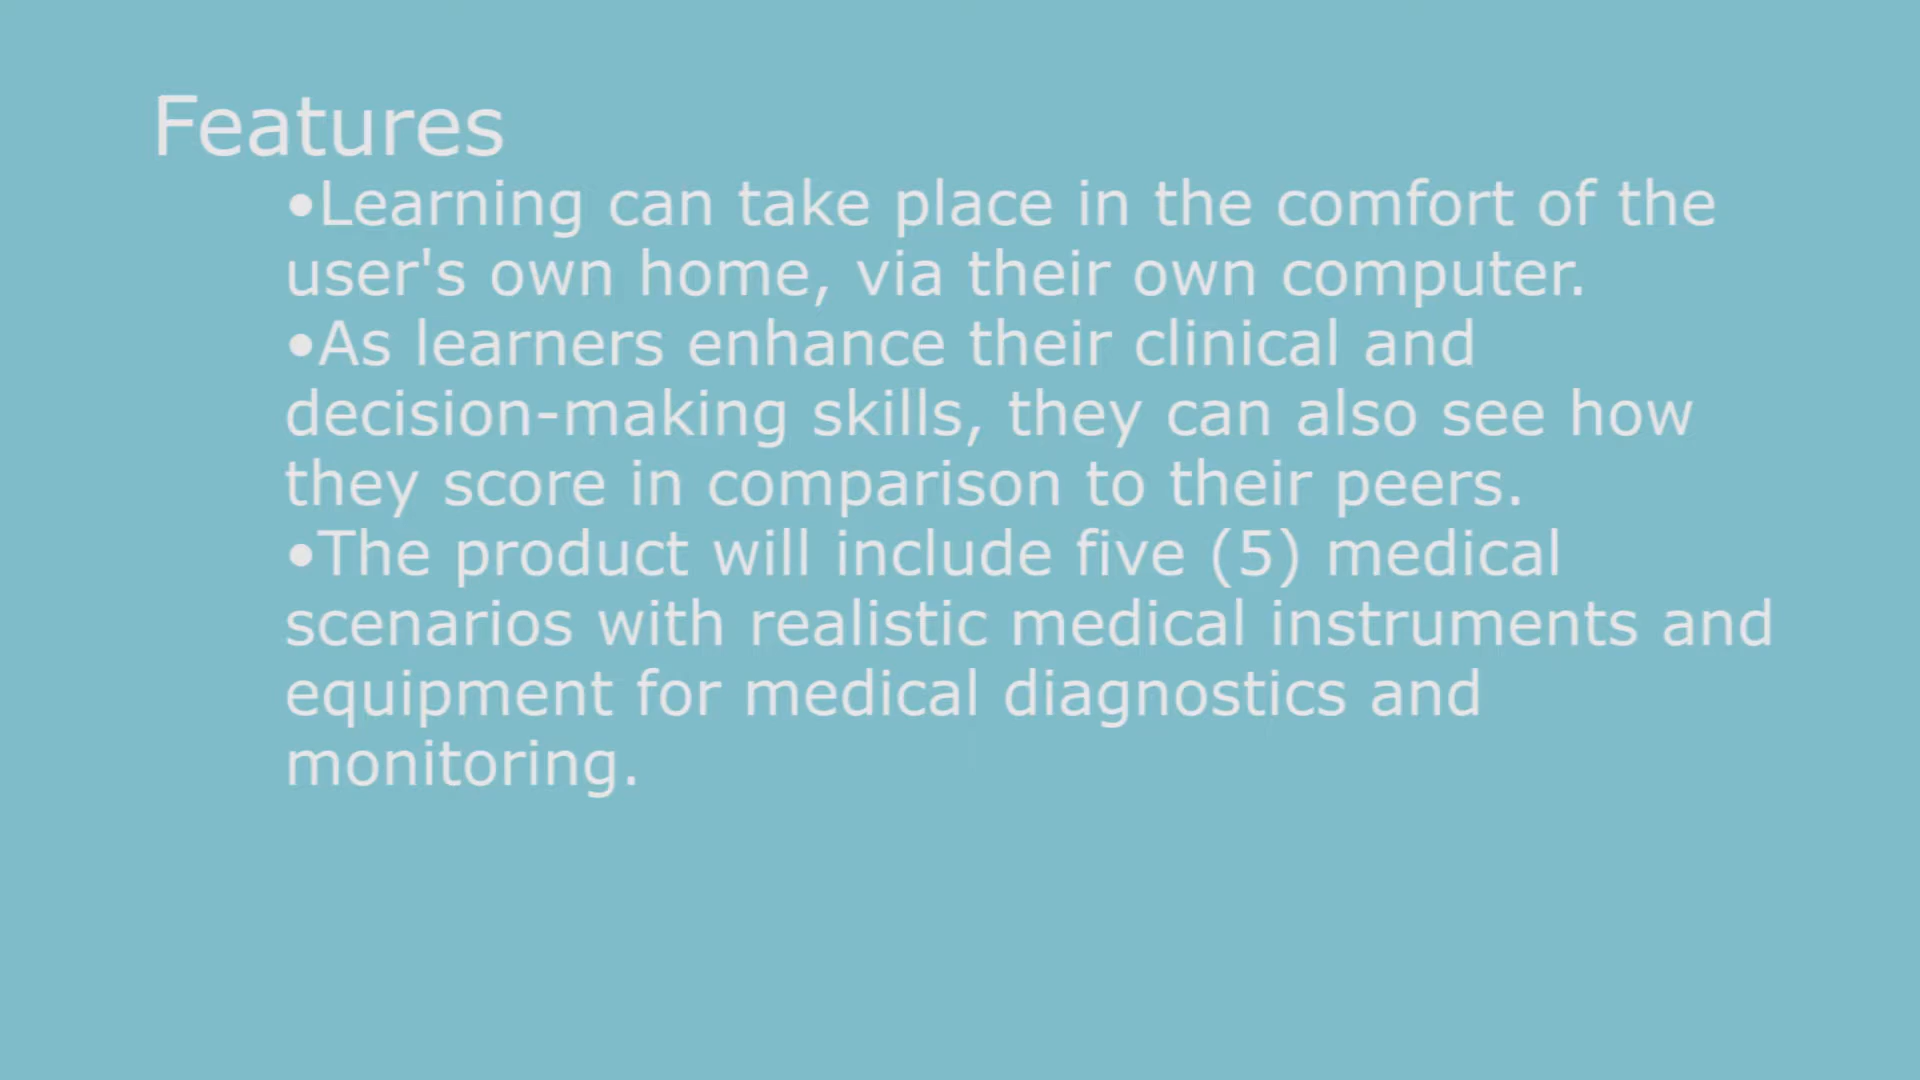 Features
•Learning can take place in the comfort of the
user's own home, via their own computer.
•As learners enhance their clinical and
decision-making skills, they can also see how
they score in comparison to their peers.
•The product will include five (5) medical
scenarios with realistic medical instruments and
equipment for medical diagnostics and
monitoring.